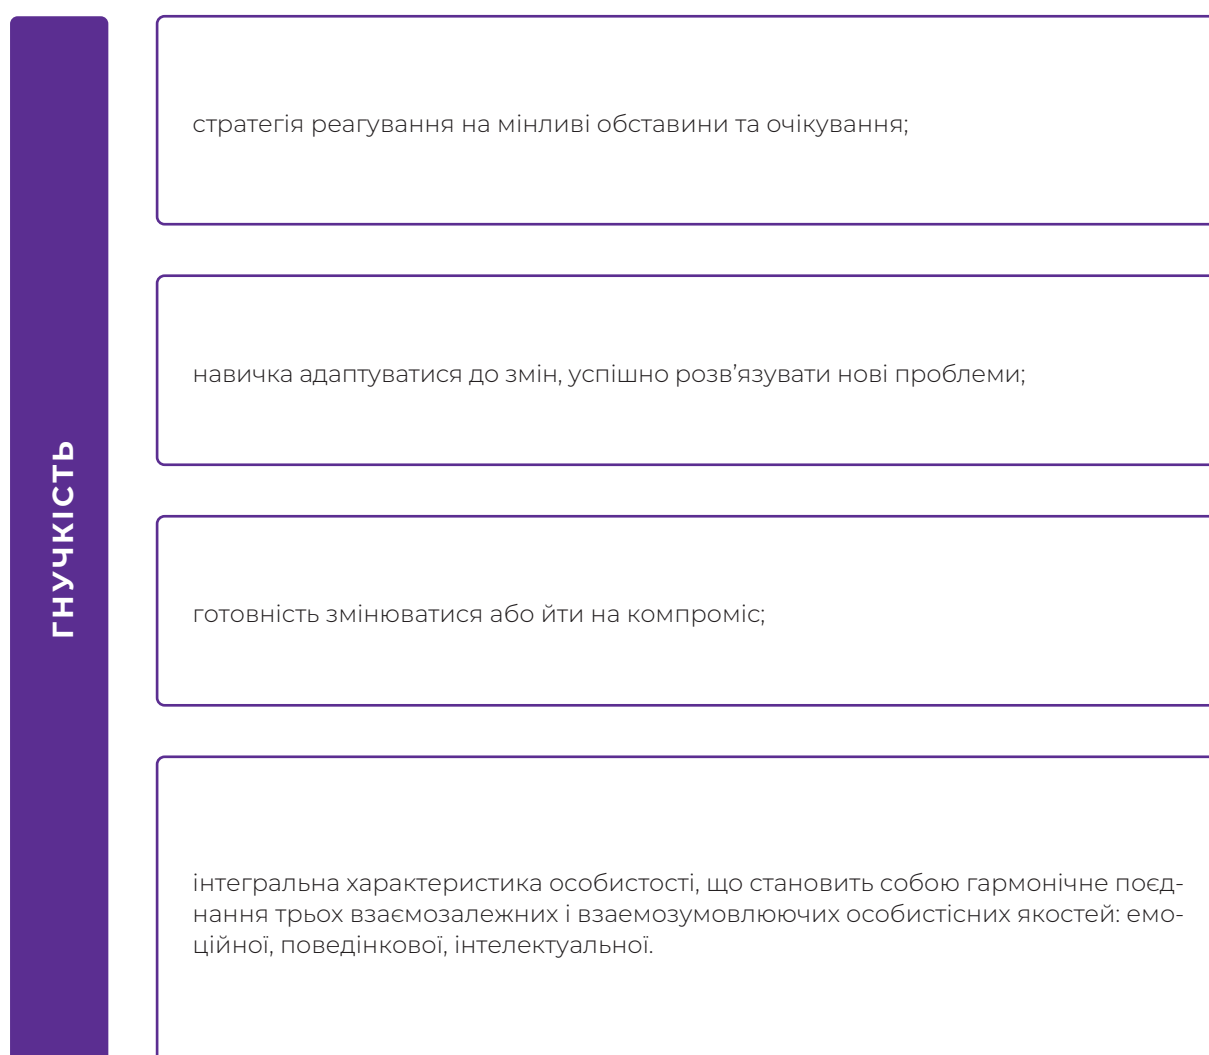 ГНУЧКІСТЬ
стратегія реагування на мінливі обставини та очікування;
навичка адаптуватися до змін, успішно розв’язувати нові проблеми;
готовність змінюватися або йти на компроміс;
інтегральна характеристика особистості, що становить собою гармонічне поєд-
нання трьох взаємозалежних і взаемозумовлюючих особистісних якостей: емо-
ційної, поведінкової, інтелектуальної.